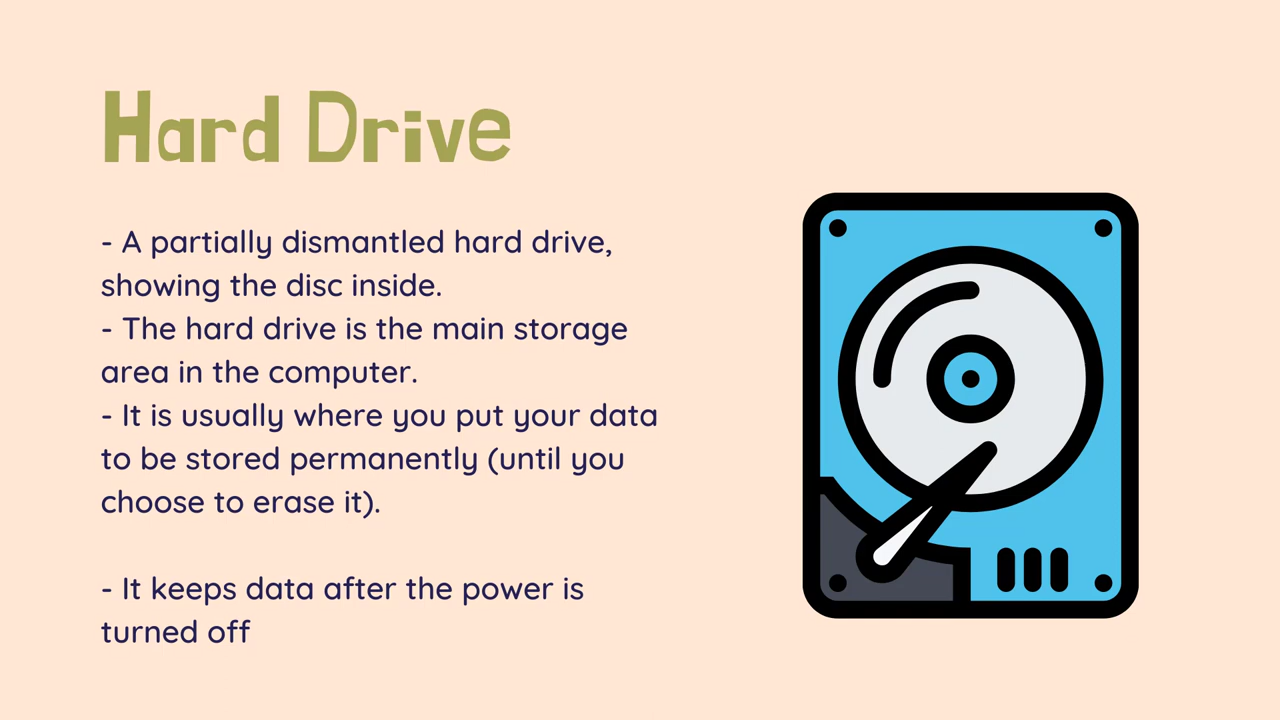 Hard Drive
- A partially dismantled hard drive,
showing the disc inside.
- The hard drive is the main storage
area in the computer.
- It is usually where you put your data
to be stored permanently (until you
choose to erase it).
- It keeps data after the power is
turned off